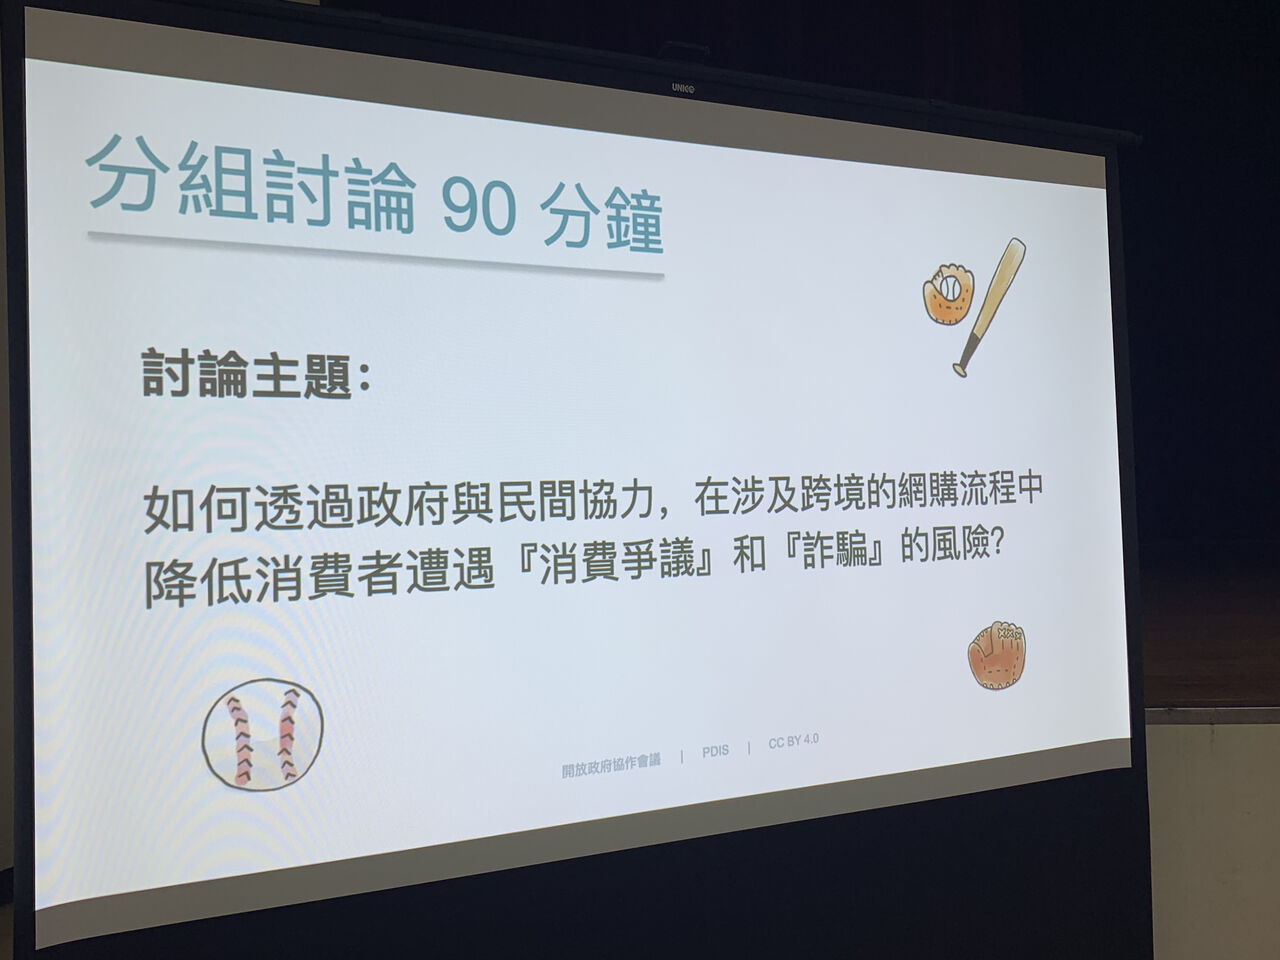 UNICO
分組討論 90 分鐘
討論主題：
如何透過政府與民間協力，在涉及跨境的網購流程中
降低消費者遭遇『消費爭議』和『詐騙』的風險？
開放政府協作會議 | PDIS | CC BY 4.0